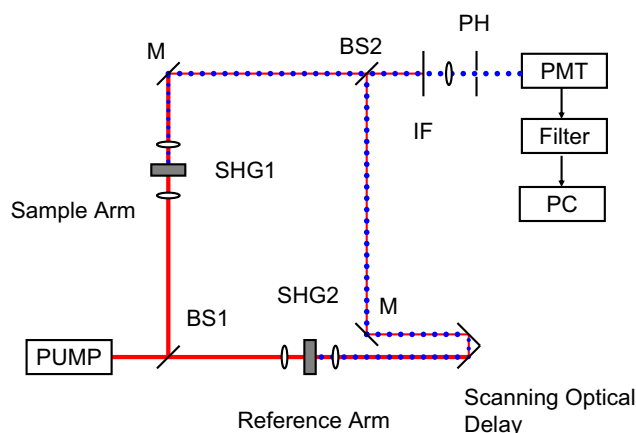 PH
M
BS2
PMT
IF
Filter
SHG1
Sample Arm
PC
SHG2
BS1
M
PUMP
Scanning Optical
Delay
Reference Arm